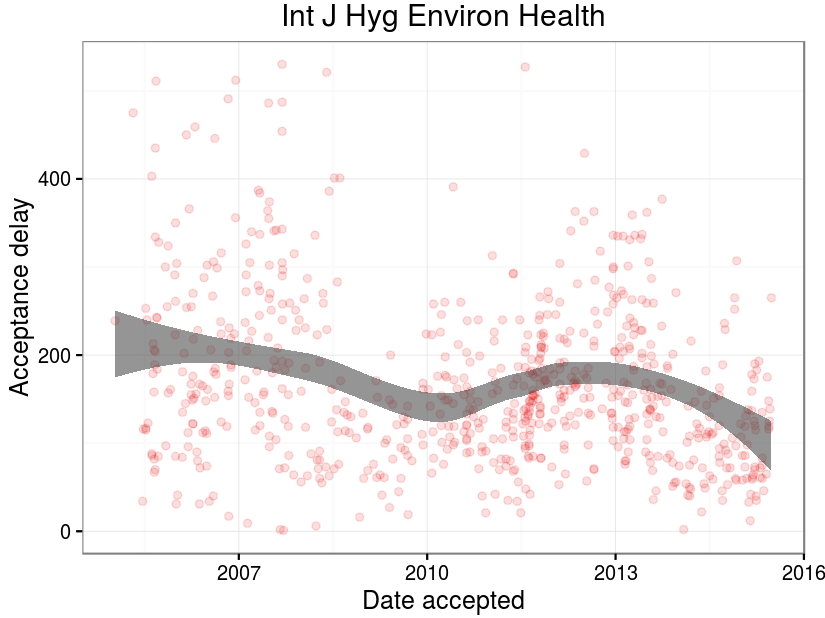 Int J Hyg Environ Health
Acceptance delay
400
200
0
2007
2010
2013
2016
Date accepted